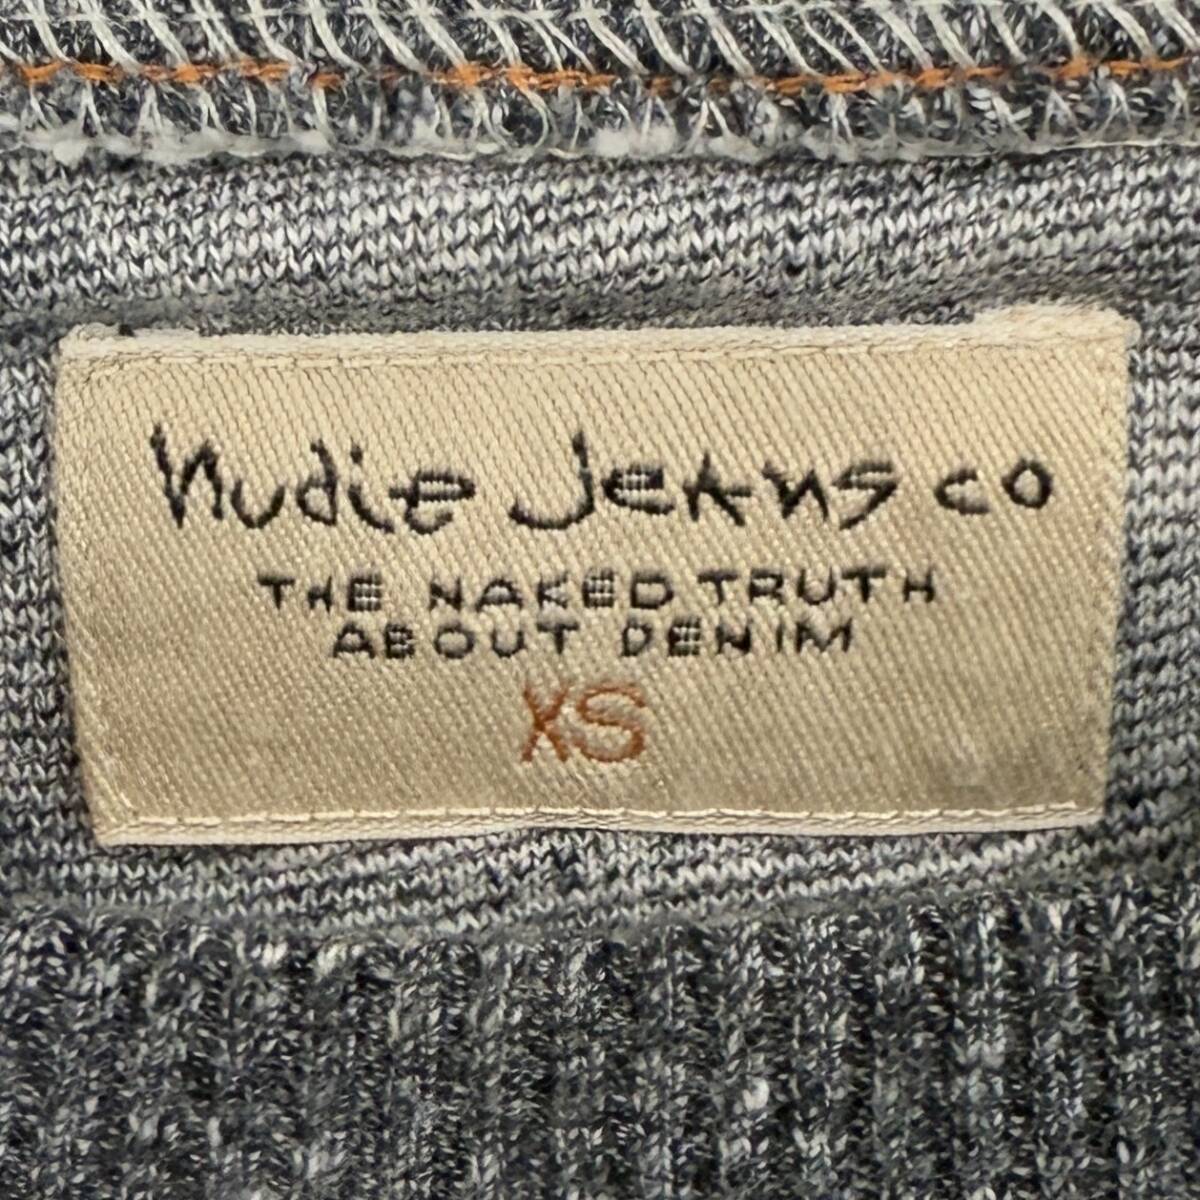 Nudie Jeans co
THE NAKED TRUTH
ABOUT DENIM
XS